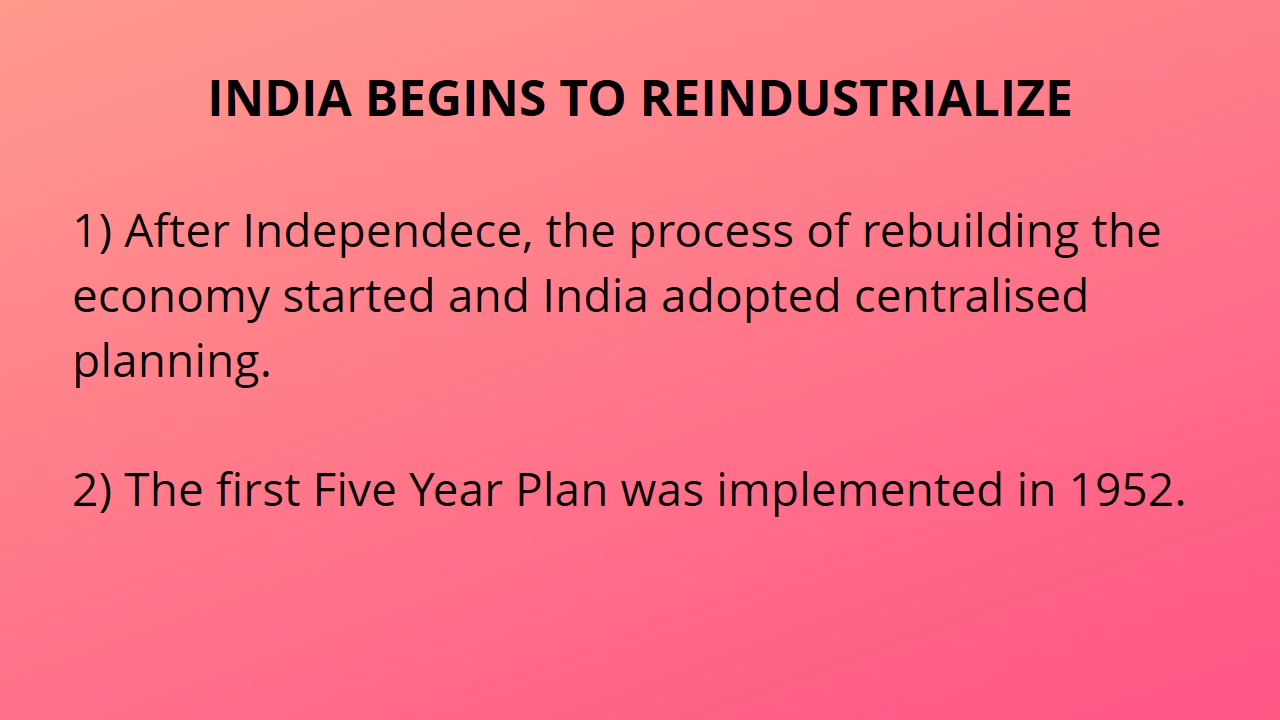 INDIA BEGINS TO REINDUSTRIALIZE
1) After Independece, the process of rebuilding the
economy started and India adopted centralised
planning.
2) The first Five Year Plan was implemented in 1952.